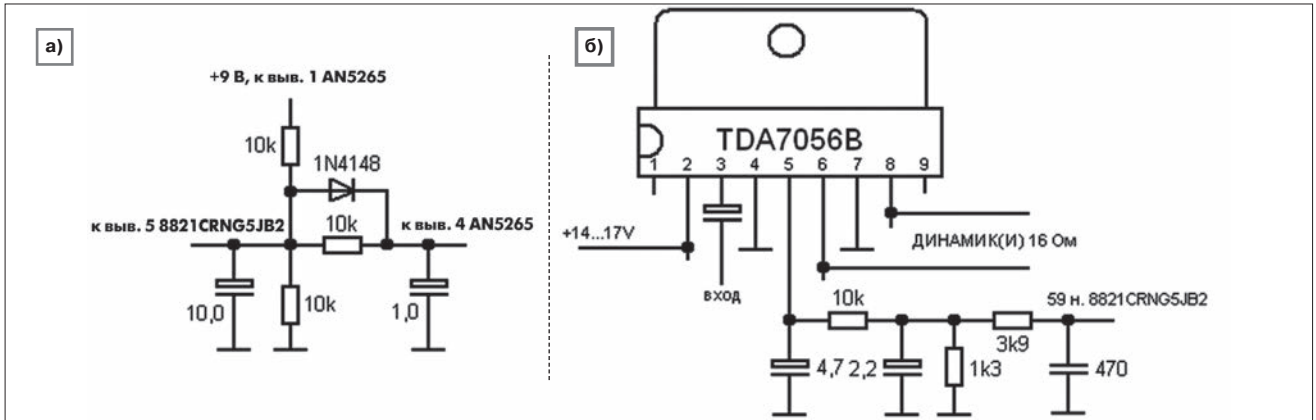 а)
+9 В, к выв. 1 AN5265
10k
1N4148
к выв. 5 8821CRNG5JB2
10k
к выв. 4 AN5265
10,0
10k
1,0
б)
TDA7056B
1 2 3 4 5 6 7 8 9
+14...17V
ВХОД
ДИНАМИК(И) 16 Ом
10k
59 н. 8821CRNG5JB2
3k9
4,7
2,2
1k3
470